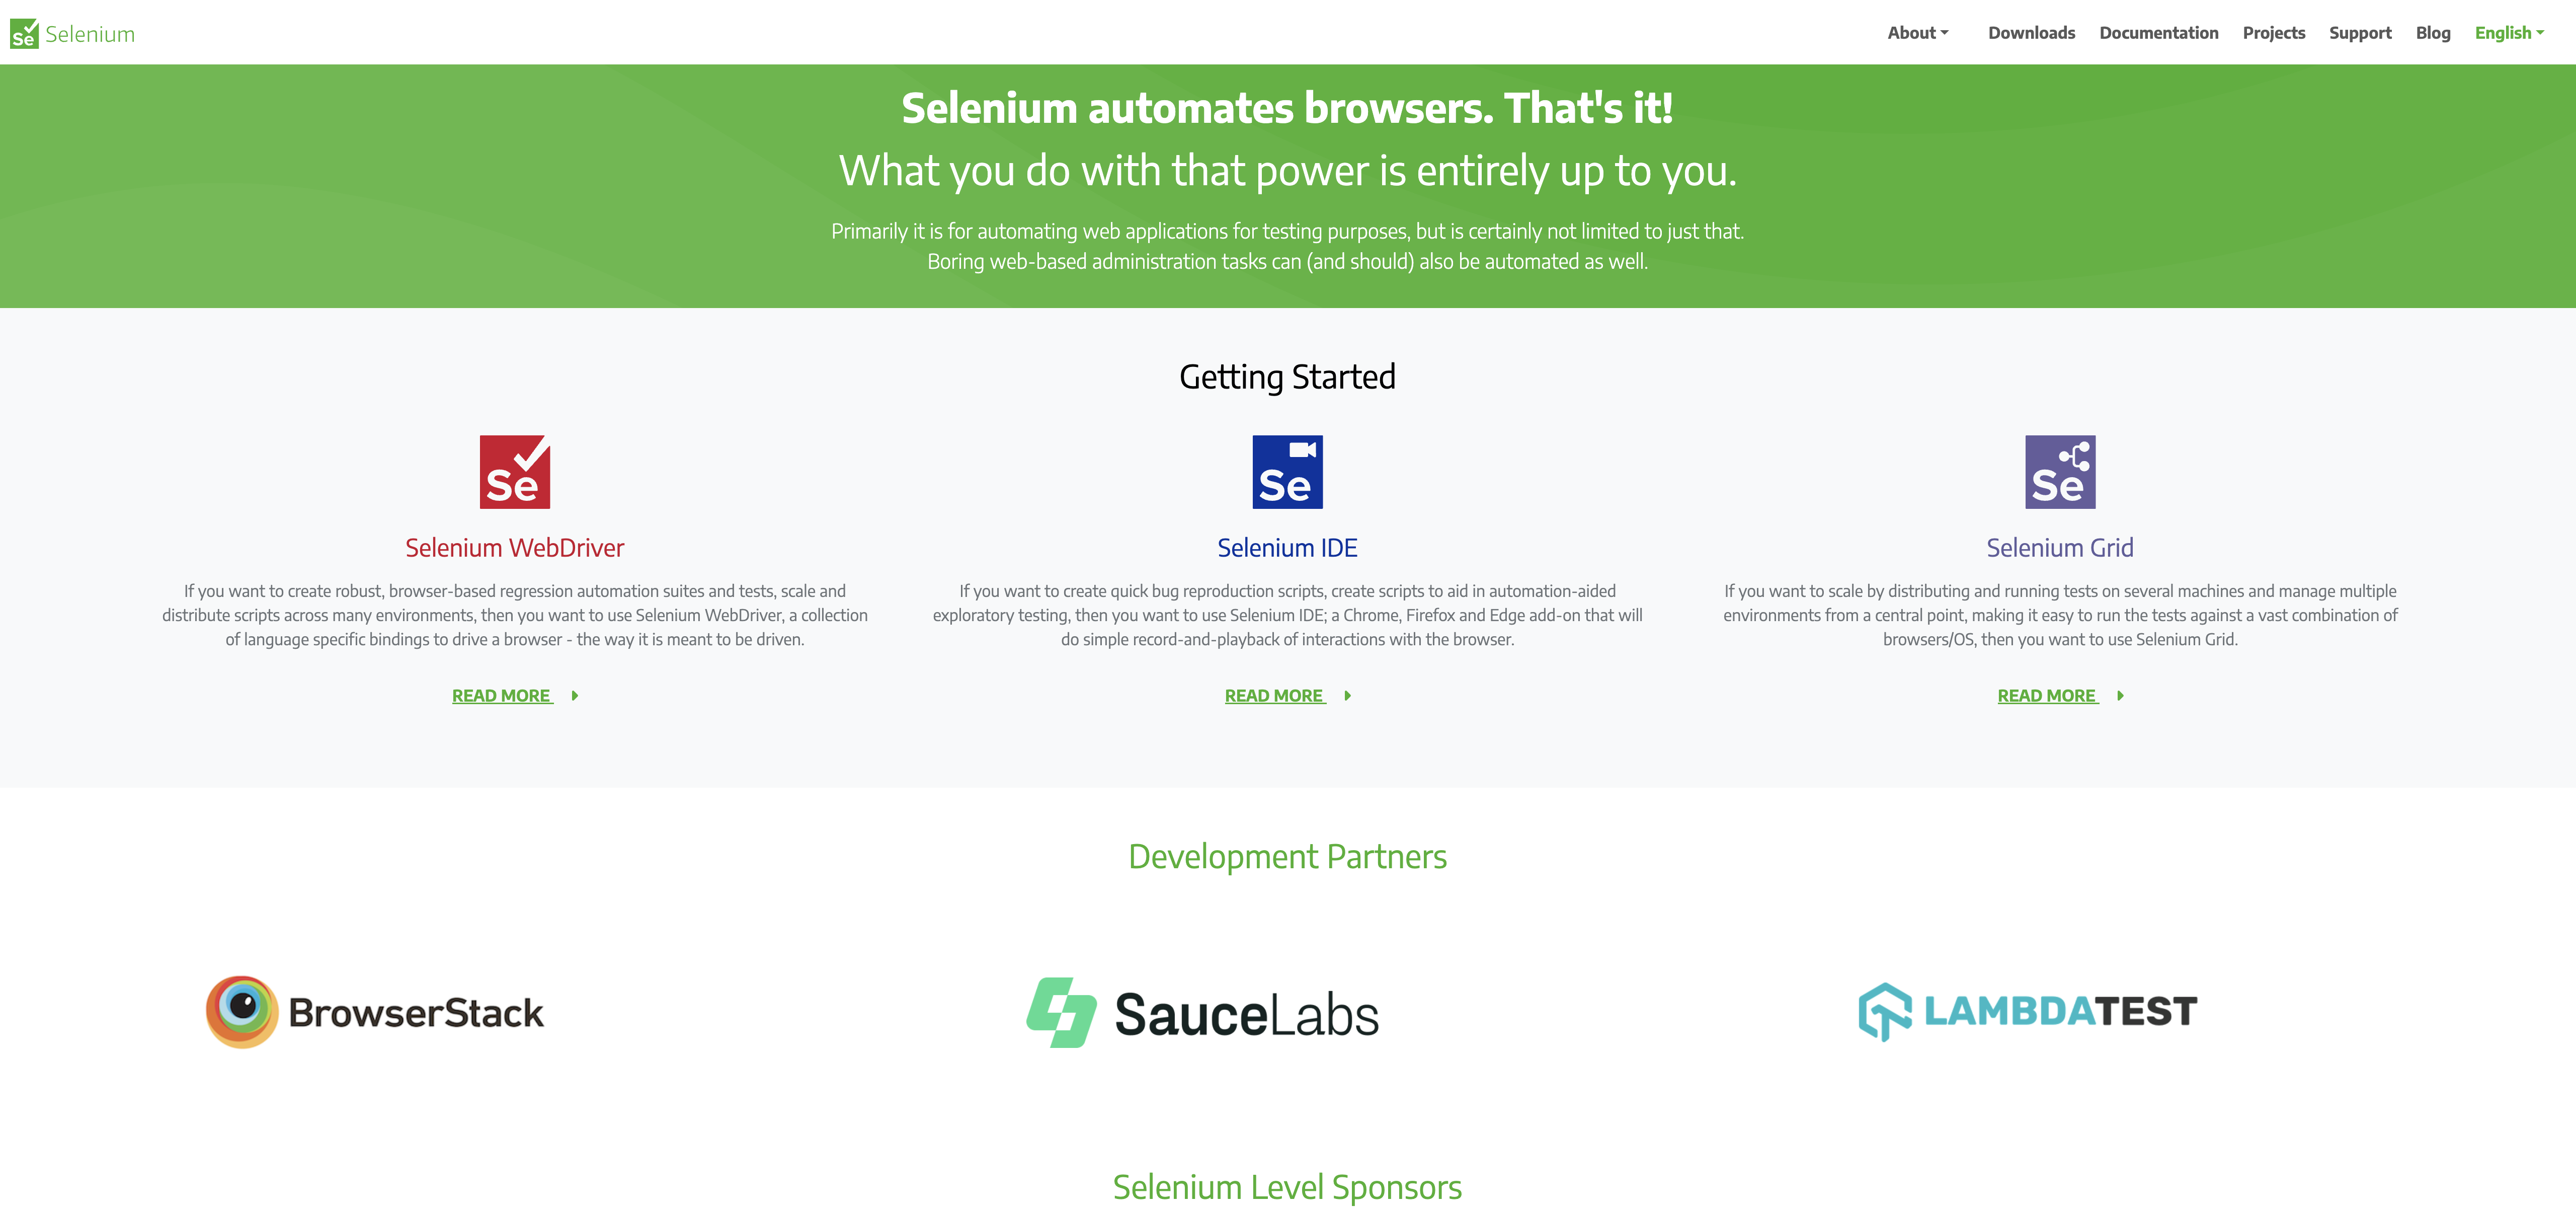 Se Selenium
About Downloads Documentation Projects Support Blog English
Selenium automates browsers. That's it!
What you do with that power is entirely up to you.
Primarily it is for automating web applications for testing purposes, but is certainly not limited to just that.
Boring web-based administration tasks can (and should) also be automated as well.
Getting Started
Se
Selenium WebDriver
If you want to create robust, browser-based regression automation suites and tests, scale and
distribute scripts across many environments, then you want to use Selenium WebDriver, a collection
of language specific bindings to drive a browser - the way it is meant to be driven.
READ MORE
Se
Selenium IDE
If you want to create quick bug reproduction scripts, create scripts to aid in automation-aided
exploratory testing, then you want to use Selenium IDE; a Chrome, Firefox and Edge add-on that will
do simple record-and-playback of interactions with the browser.
READ MORE
Se
Selenium Grid
If you want to scale by distributing and running tests on several machines and manage multiple
environments from a central point, making it easy to run the tests against a vast combination of
browsers/OS, then you want to use Selenium Grid.
READ MORE
Development Partners
BrowserStack
SauceLabs
LAMBDATEST
Selenium Level Sponsors